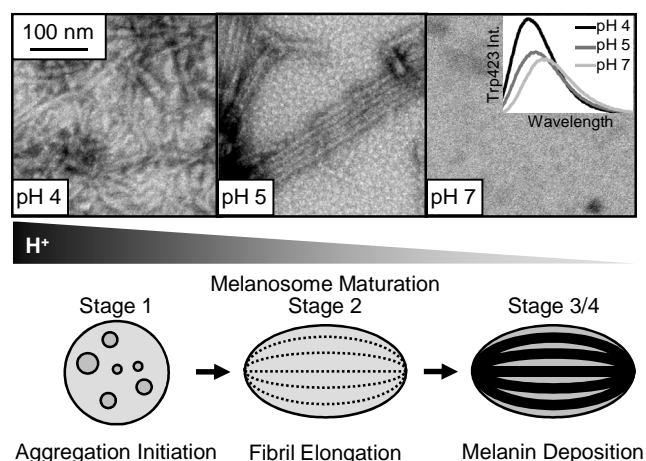 100 nm
pH 4
pH 5
pH 7
Trp423 Int.
pH 4
pH 5
pH 7
Wavelength
H+
Melanosome Maturation
Stage 1
Stage 2
Stage 3/4
Aggregation Initiation
Fibril Elongation
Melanin Deposition